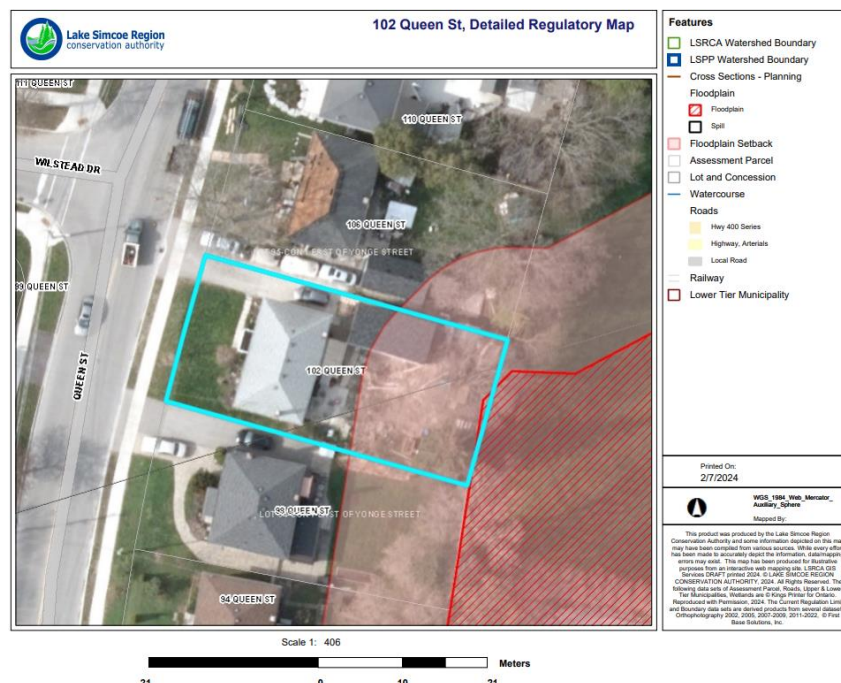 Lake Simcoe Region
conservation authority
102 Queen St, Detailed Regulatory Map
111 QUEEN ST
110 QUEEN ST
WILSTEAD DR
106 QUEEN ST
99 QUEEN ST
EAST OF YONGE STREET
102 QUEEN ST
QUEEN ST
98 QUEEN ST
EAST OF YONGE STREET
94 QUEEN ST
Features
LSRCA Watershed Boundary
LSPP Watershed Boundary
Cross Sections - Planning
Floodplain
Floodplain
Spill
Floodplain Setback
Assessment Parcel
Lot and Concession
Watercourse
Roads
Hwy 400 Series
Highway, Arterials
Local Road
Railway
Lower Tier Municipality
Printed On:
2/7/2024
WGS_1984_Web_Mercator_
Auxiliary_Sphere
Mapped By:
This product was produced by the Lake Simcoe Region
Conservation Authority and some information depicted on this map
may have been compiled from various sources. While every effort
has been made to accurately depict the information, data/mapping
errors may exist. This map has been produced for illustrative
purposes from an interactive web mapping site. LSRCA GIS
Services DRAFT printed 2024. © LAKE SIMCOE REGION
CONSERVATION AUTHORITY, 2024. All Rights Reserved. The
following data sets of Assessment Parcel, Roads, Upper & Lower
Tier Municipalities, Wetlands are © Kings Printer for Ontario.
Reproduced with Permission, 2024. The Current Regulation Limit
and Boundary data sets are derived products from several datasets.
Orthophotography 2002, 2005, 2007-2009, 2011-2022, © First
Base Solutions, Inc.
Scale 1: 406
Meters
21 0 10 21